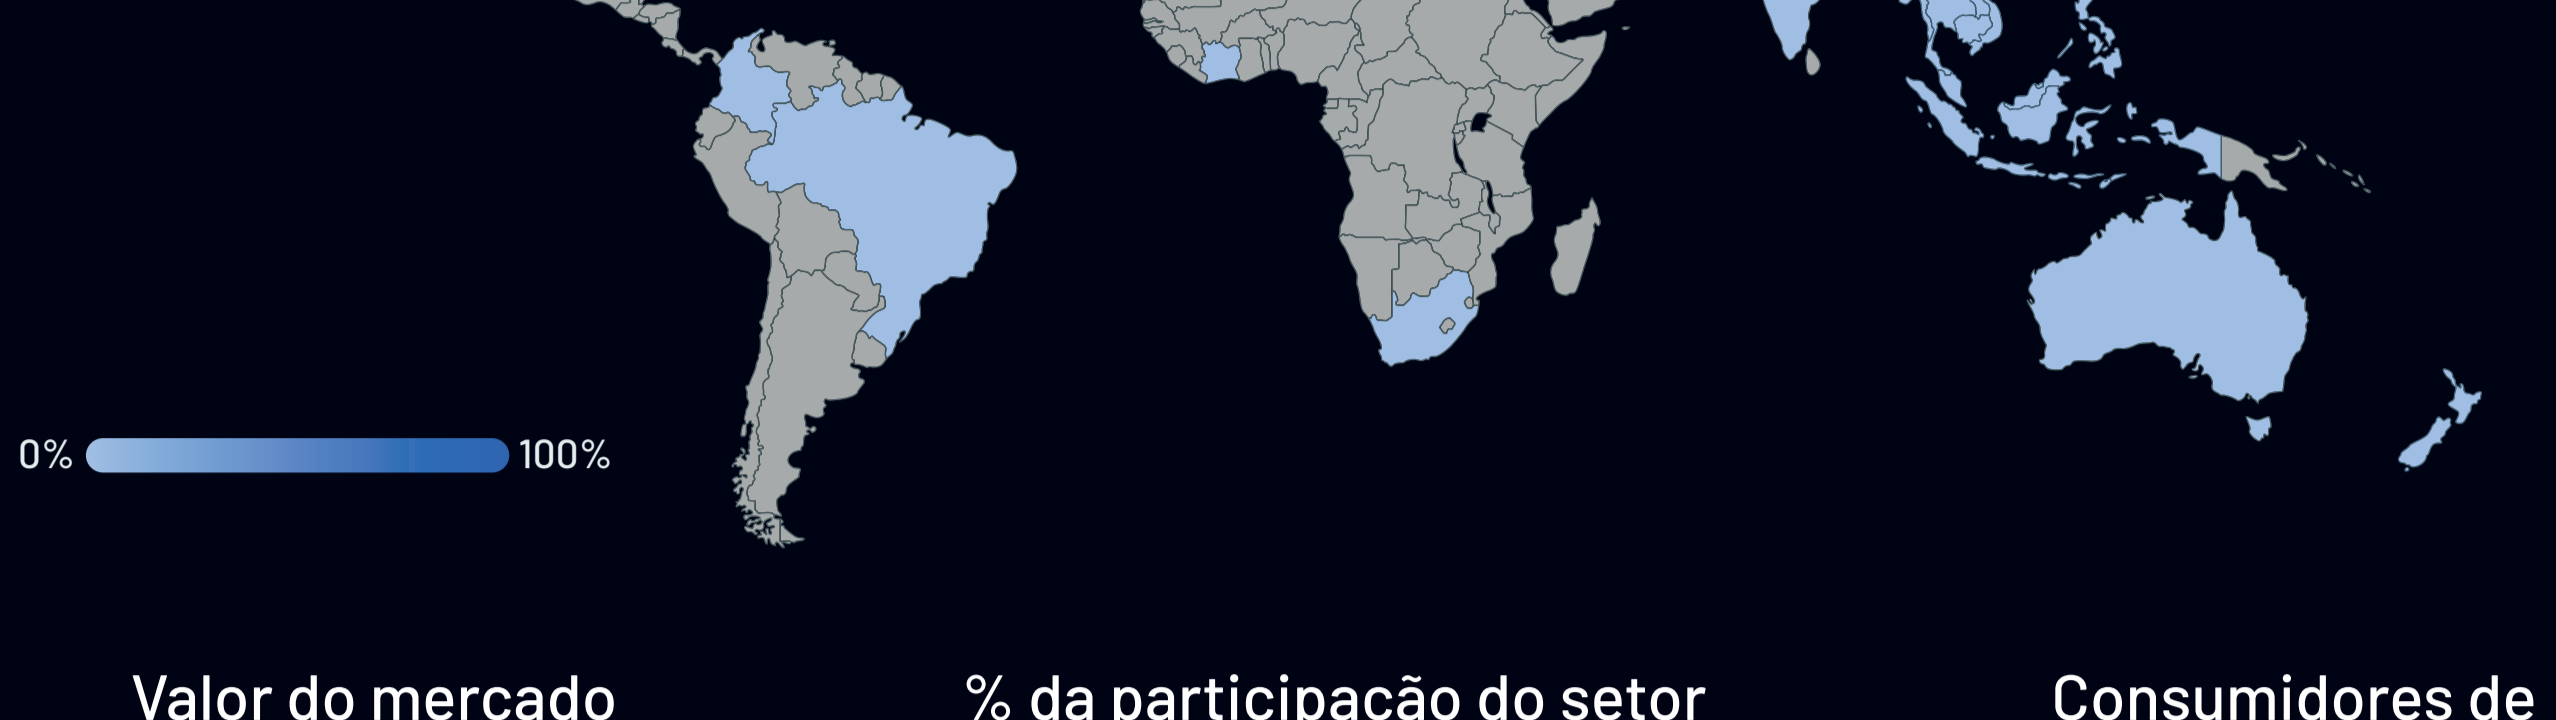 0% 100%
Valor do mercado % da participação do setor Consumidores de